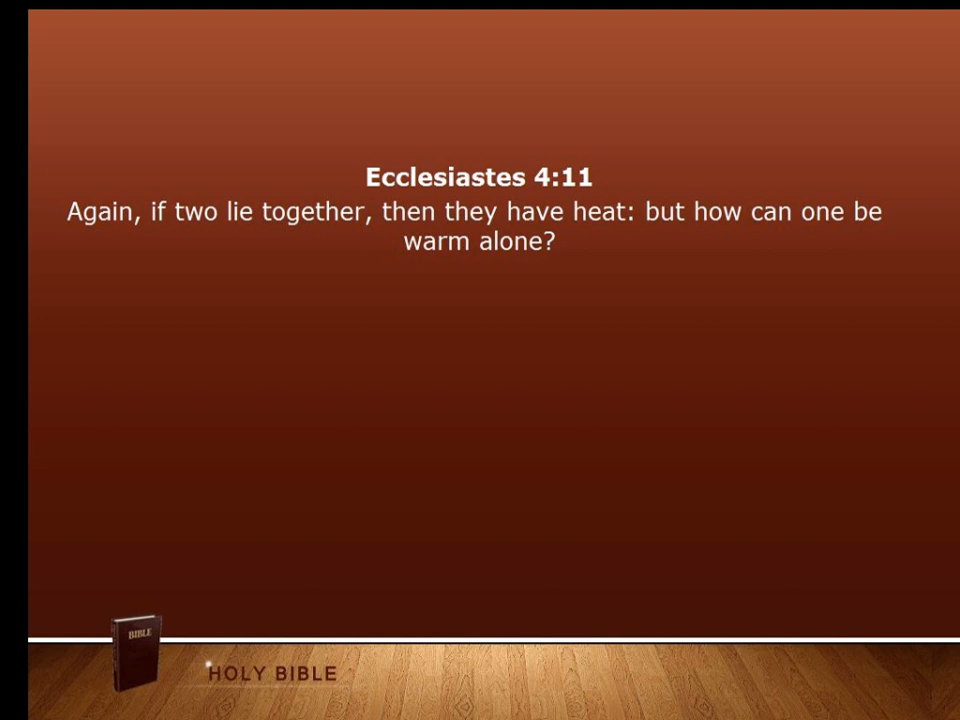 Ecclesiastes 4:11
Again, if two lie together, then they have heat: but how can one be
warm alone?
BIBLE
HOLY BIBLE